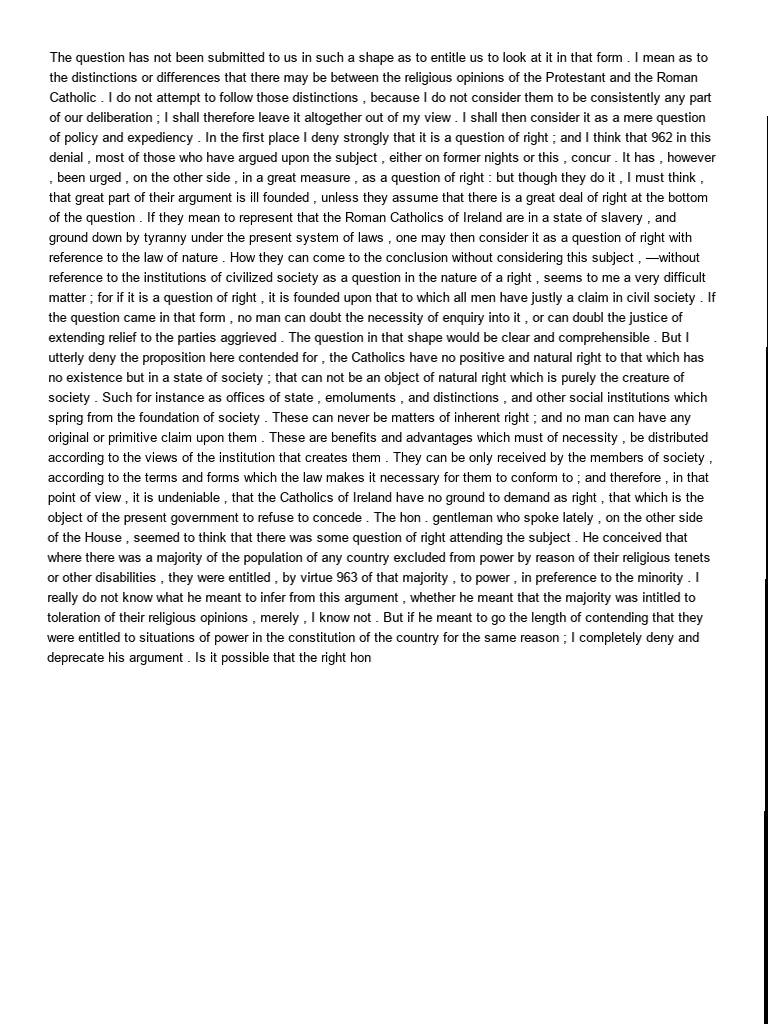 The question has not been submitted to us in such a shape as to entitle us to look at it in that form . I mean as to
the distinctions or differences that there may be between the religious opinions of the Protestant and the Roman
Catholic . I do not attempt to follow those distinctions , because I do not consider them to be consistently any part
of our deliberation ; I shall therefore leave it altogether out of my view . I shall then consider it as a mere question
of policy and expediency . In the first place I deny strongly that it is a question of right ; and I think that 962 in this
denial , most of those who have argued upon the subject , either on former nights or this , concur . It has , however
, been urged , on the other side , in a great measure , as a question of right : but though they do it , I must think ,
that great part of their argument is ill founded , unless they assume that there is a great deal of right at the bottom
of the question . If they mean to represent that the Roman Catholics of Ireland are in a state of slavery , and
ground down by tyranny under the present system of laws , one may then consider it as a question of right with
reference to the law of nature . How they can come to the conclusion without considering this subject , —without
reference to the institutions of civilized society as a question in the nature of a right , seems to me a very difficult
matter ; for if it is a question of right , it is founded upon that to which all men have justly a claim in civil society . If
the question came in that form , no man can doubt the necessity of enquiry into it , or can doubl the justice of
extending relief to the parties aggrieved . The question in that shape would be clear and comprehensible . But I
utterly deny the proposition here contended for , the Catholics have no positive and natural right to that which has
no existence but in a state of society ; that can not be an object of natural right which is purely the creature of
society . Such for instance as offices of state , emoluments , and distinctions , and other social institutions which
spring from the foundation of society . These can never be matters of inherent right ; and no man can have any
original or primitive claim upon them . These are benefits and advantages which must of necessity , be distributed
according to the views of the institution that creates them . They can be only received by the members of society ,
according to the terms and forms which the law makes it necessary for them to conform to ; and therefore , in that
point of view , it is undeniable , that the Catholics of Ireland have no ground to demand as right , that which is the
object of the present government to refuse to concede . The hon . gentleman who spoke lately , on the other side
of the House , seemed to think that there was some question of right attending the subject . He conceived that
where there was a majority of the population of any country excluded from power by reason of their religious tenets
or other disabilities , they were entitled , by virtue 963 of that majority , to power , in preference to the minority . I
really do not know what he meant to infer from this argument , whether he meant that the majority was intitled to
toleration of their religious opinions , merely , I know not . But if he meant to go the length of contending that they
were entitled to situations of power in the constitution of the country for the same reason ; I completely deny and
deprecate his argument . Is it possible that the right hon